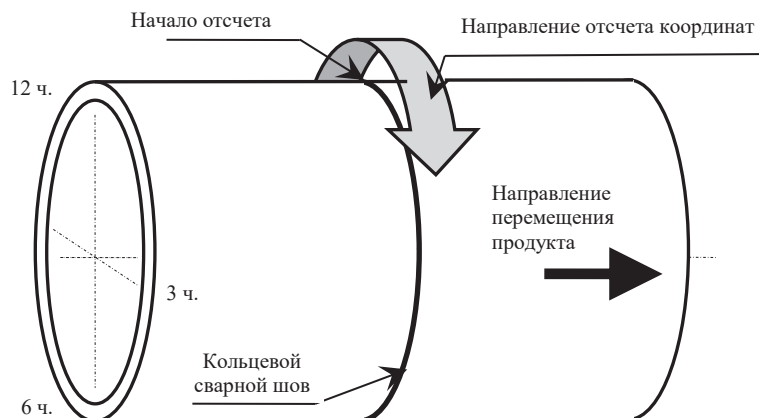 Начало отсчета
Направление отсчета координат
12 ч.
Направление
перемещения
продукта
3 ч.
Кольцевой
сварной шов
6 ч.